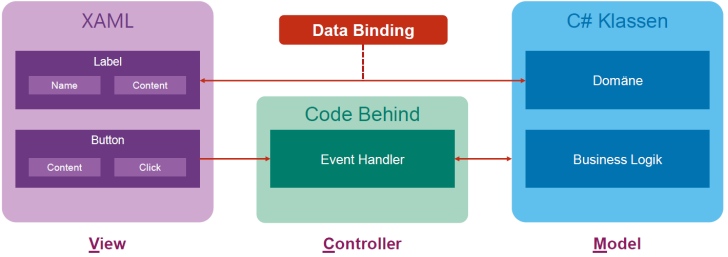 XAML
Data Binding
C# Klassen
Label
Name
Content
Domäne
Code Behind
Button
Content
Click
Event Handler
Business Logik
View
Controller
Model